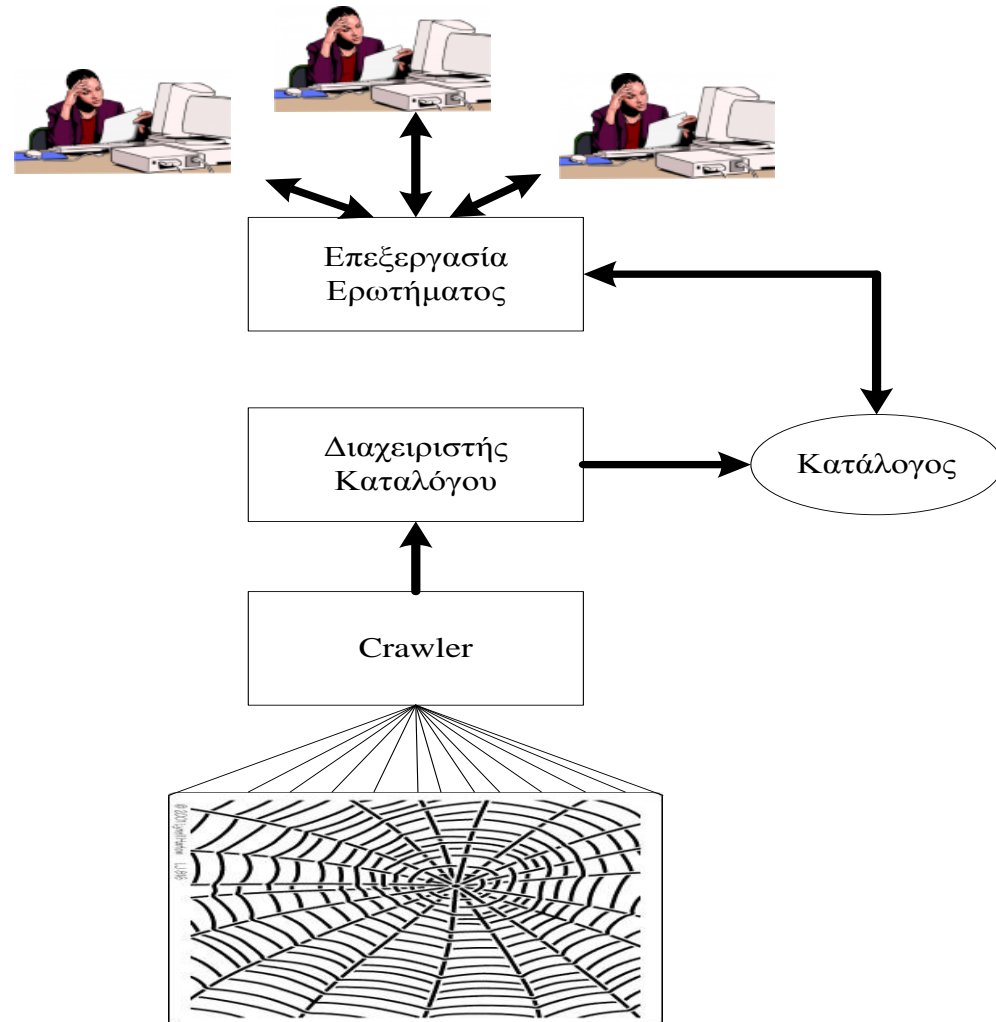 Επεξεργασία
Ερωτήματος
Διαχειριστής
Καταλόγου
Κατάλογος
Crawler